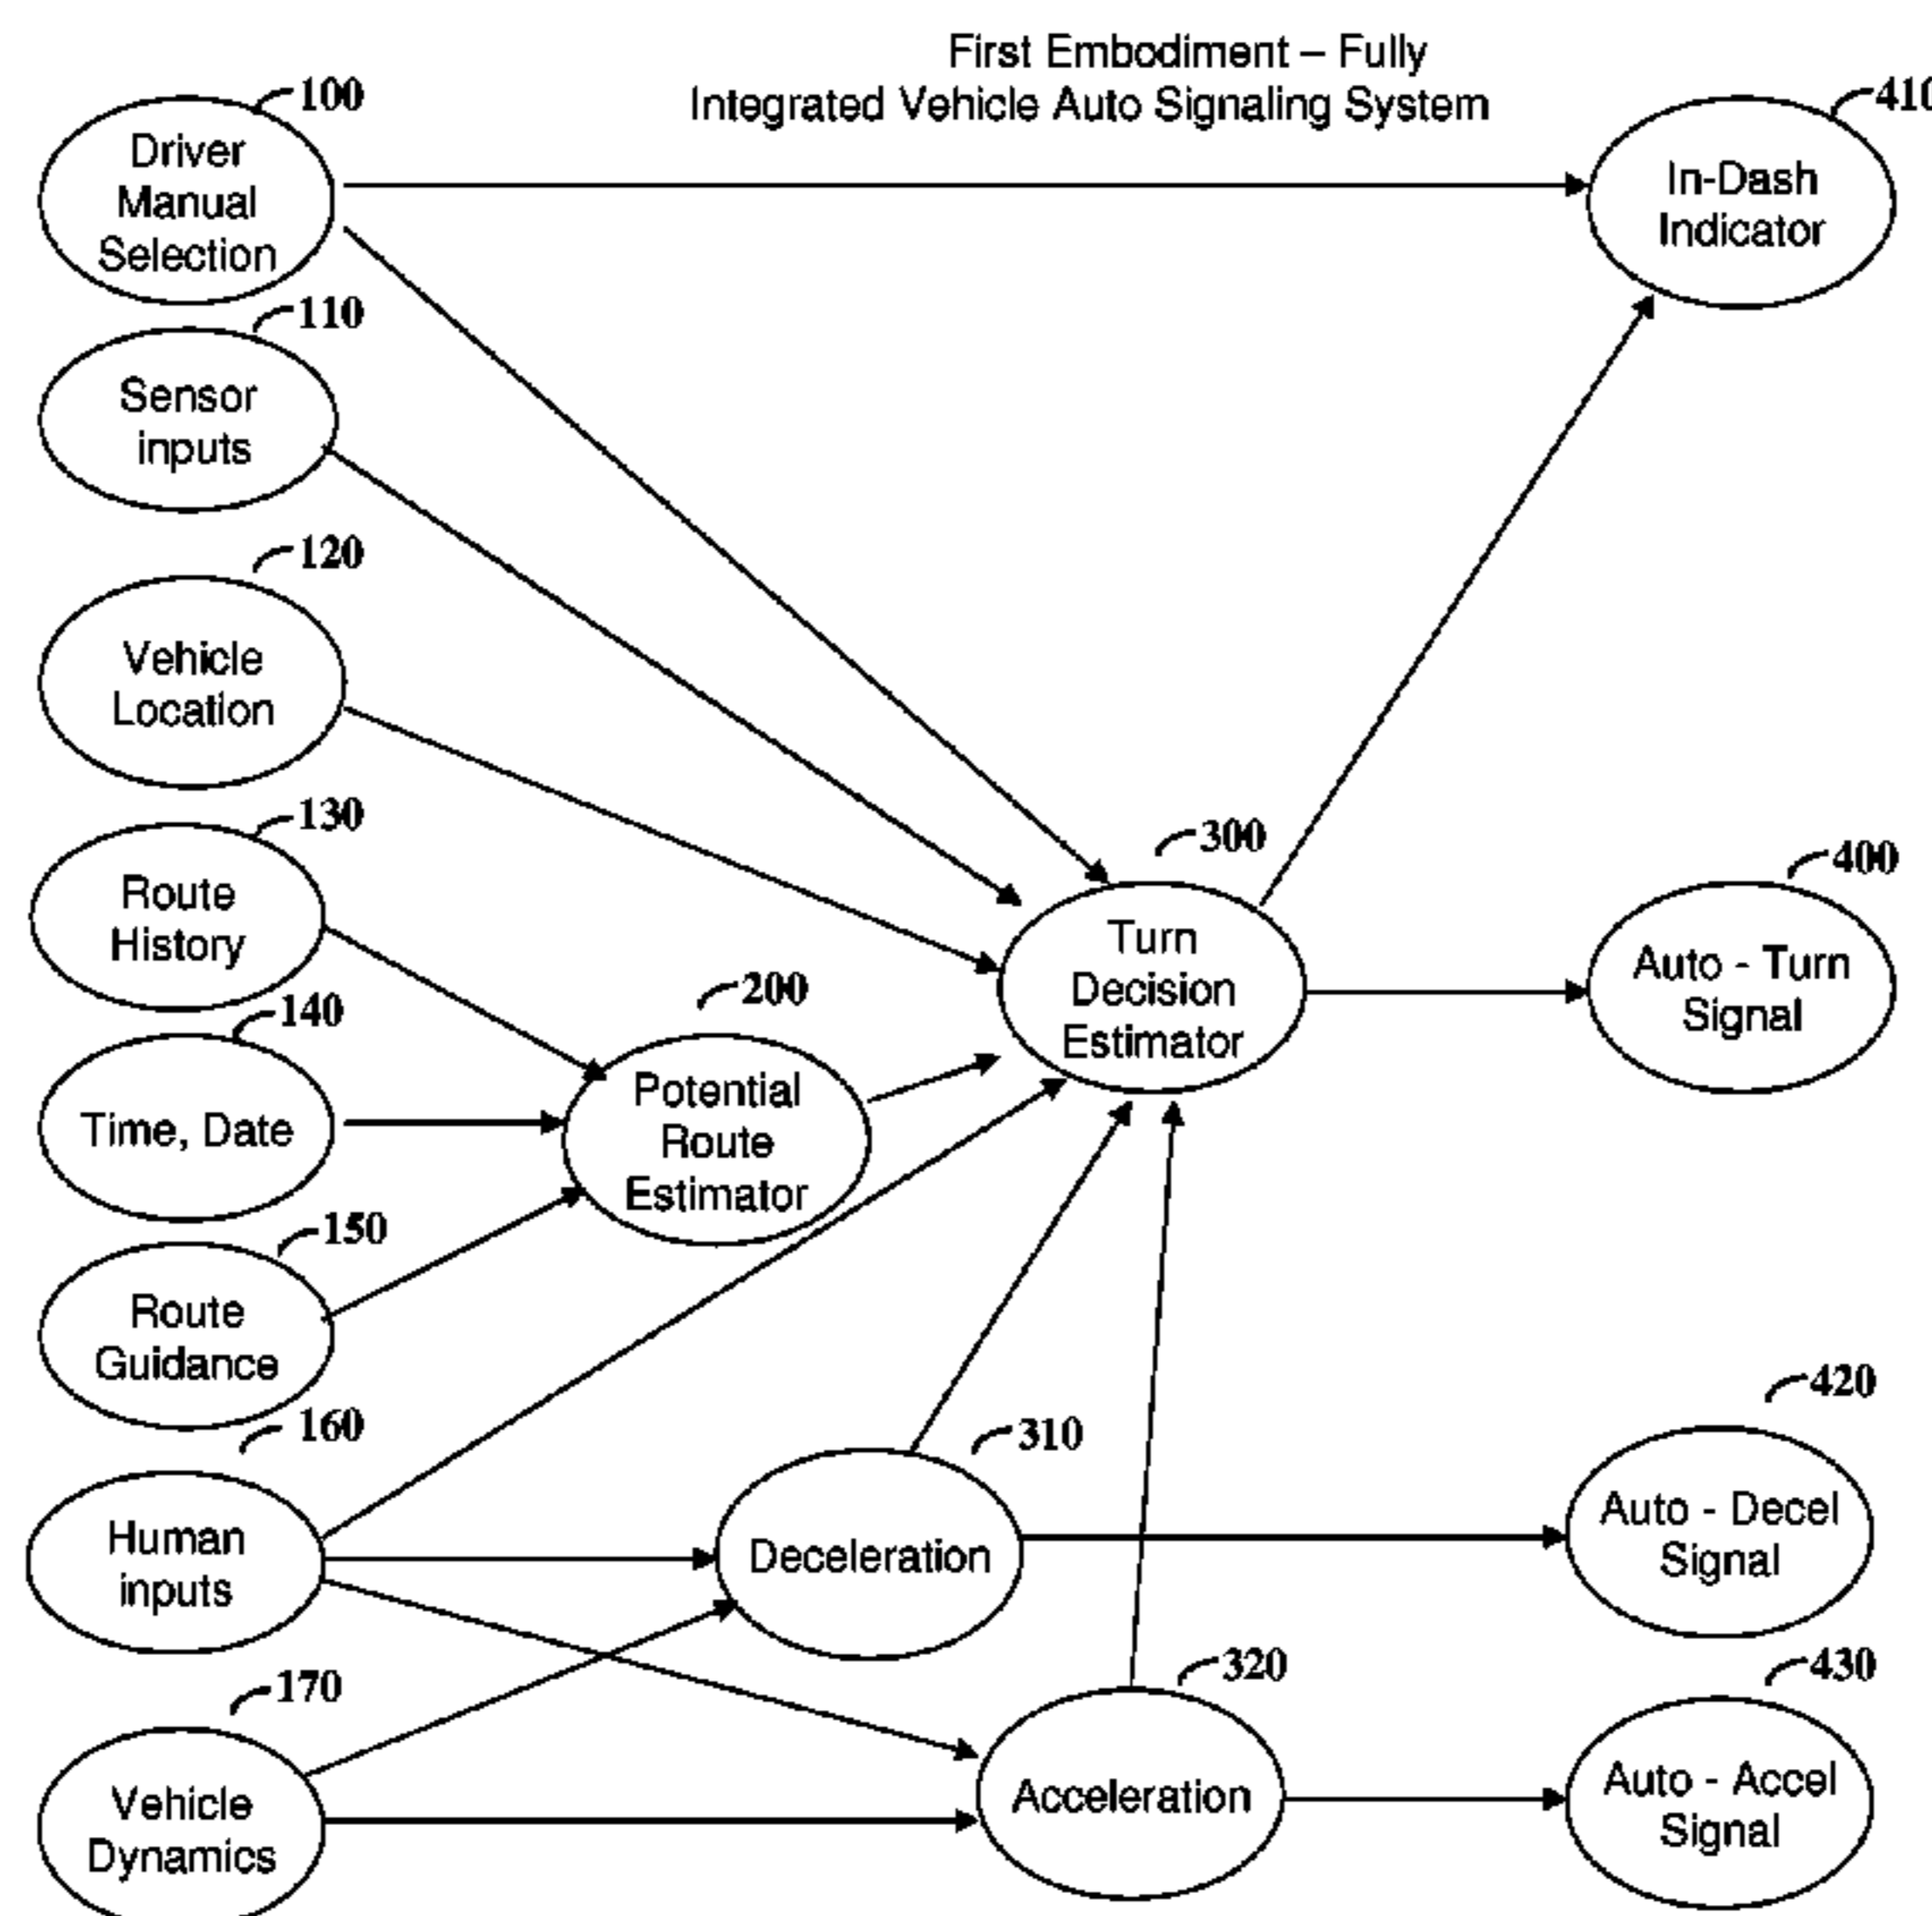 First Embodiment – Fully
Integrated Vehicle Auto Signaling System
100
Driver
Manual
Selection
410
In-Dash
Indicator
110
Sensor
inputs
120
Vehicle
Location
130
Route
History
300
Turn
Decision
Estimator
400
Auto - Turn
Signal
140
Time, Date
200
Potential
Route
Estimator
150
Route
Guidance
160
Human
inputs
310
Deceleration
420
Auto - Decel
Signal
170
Vehicle
Dynamics
320
Acceleration
430
Auto - Accel
Signal